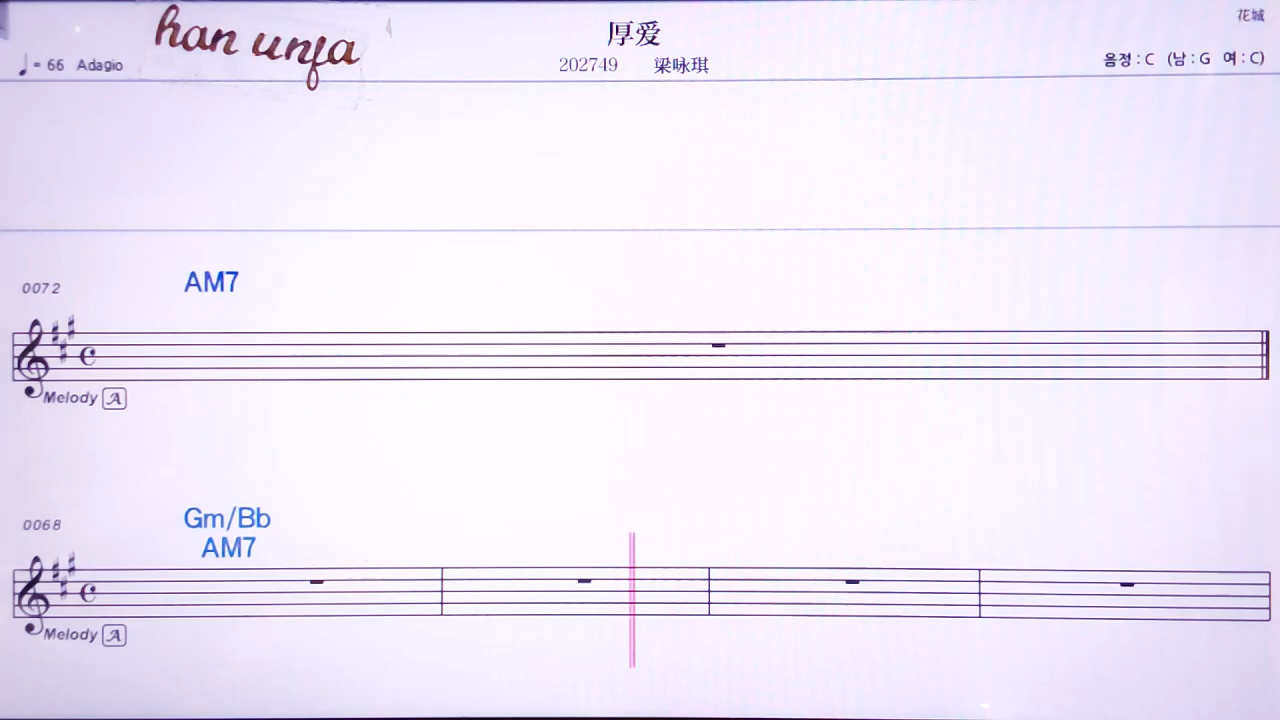 花城
han unfa
厚爱
♩= 66 Adagio
202749 梁咏琪
음정 : C (남 : G 여 : C)
0072
AM7
Melody A
0068
Gm/Bb
AM7
Melody A